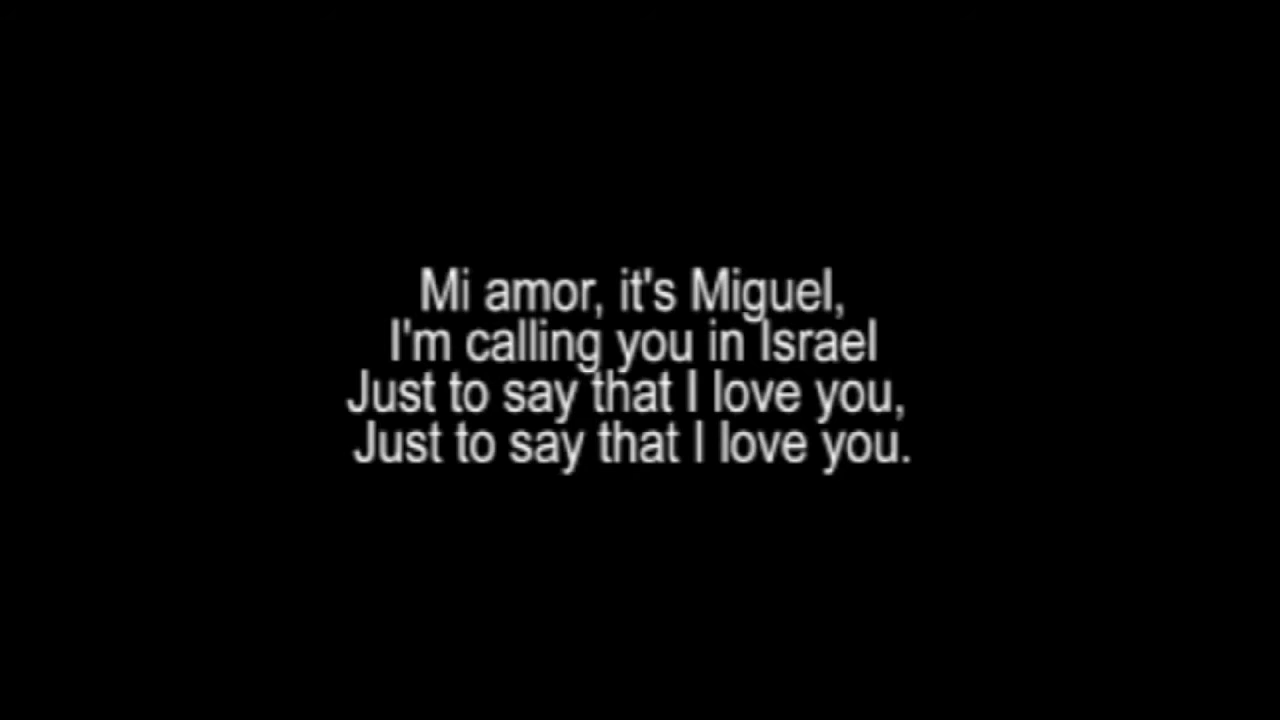 Mi amor, it's Miguel,
I'm calling you in Israel
Just to say that I love you,
Just to say that I love you.